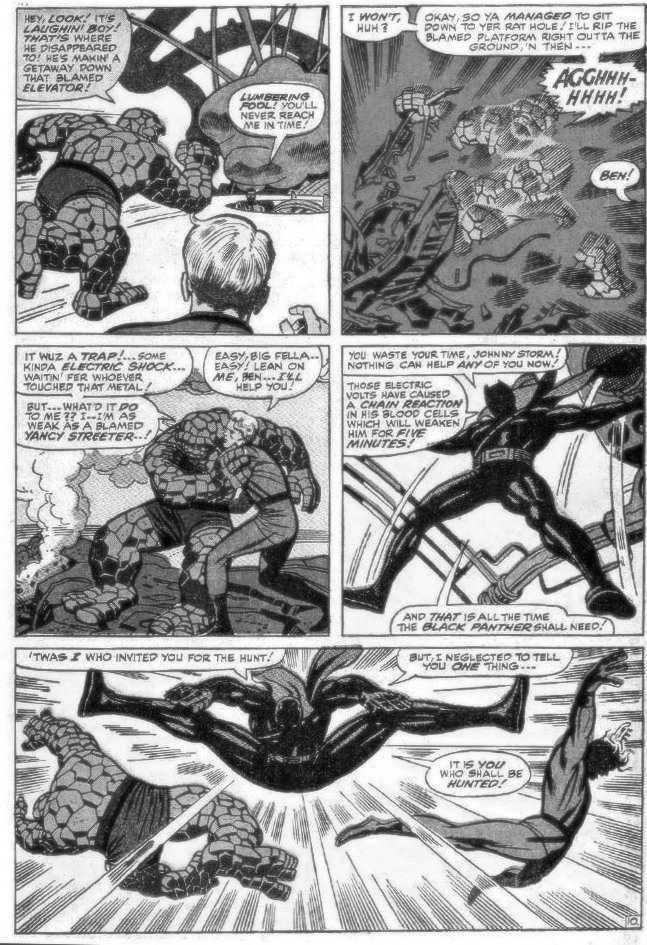 HEY, LOOK! IT'S
LAUGHIN' BOY!
THAT'S WHERE
HE DISAPPEARED
TO! HE'S MAKIN' A
GETAWAY DOWN
THAT BLAMED
ELEVATOR!
LUMBERING
FOOL! YOU'LL
NEVER REACH
ME IN TIME!
I WON'T,
HUH?
OKAY, SO YA MANAGED TO GIT
DOWN TO YER RAT HOLE! I'LL RIP THE
BLAMED PLATFORM RIGHT OUTTA THE
GROUND, 'N THEN ---
AGGHHH-
HHHH!
BEN!
IT WUZ A TRAP!...SOME
KINDA ELECTRIC SHOCK...
WAITIN' FER WHOEVER
TOUCHED THAT METAL!
EASY, BIG FELLA--
EASY! LEAN ON
ME, BEN---I'LL
HELP YOU!
BUT---WHAT'D IT DO
TO ME?? I--I'M AS
WEAK AS A BLAMED
YANCY STREETER--!
YOU WASTE YOUR TIME, JOHNNY STORM!
NOTHING CAN HELP ANY OF YOU NOW!
THOSE ELECTRIC
VOLTS HAVE CAUSED
A CHAIN REACTION
IN HIS BLOOD CELLS
WHICH WILL WEAKEN
HIM FOR FIVE
MINUTES!
AND THAT IS ALL THE TIME
THE BLACK PANTHER SHALL NEED!
'TWAS I WHO INVITED YOU FOR THE HUNT!
BUT, I NEGLECTED TO TELL
YOU ONE THING---
IT IS YOU
WHO SHALL BE
HUNTED!
10